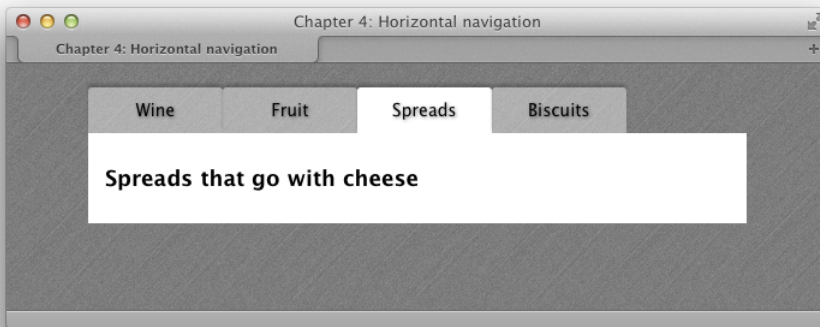 Chapter 4: Horizontal navigation
Chapter 4: Horizontal navigation
+
Wine Fruit Spreads Biscuits
Spreads that go with cheese